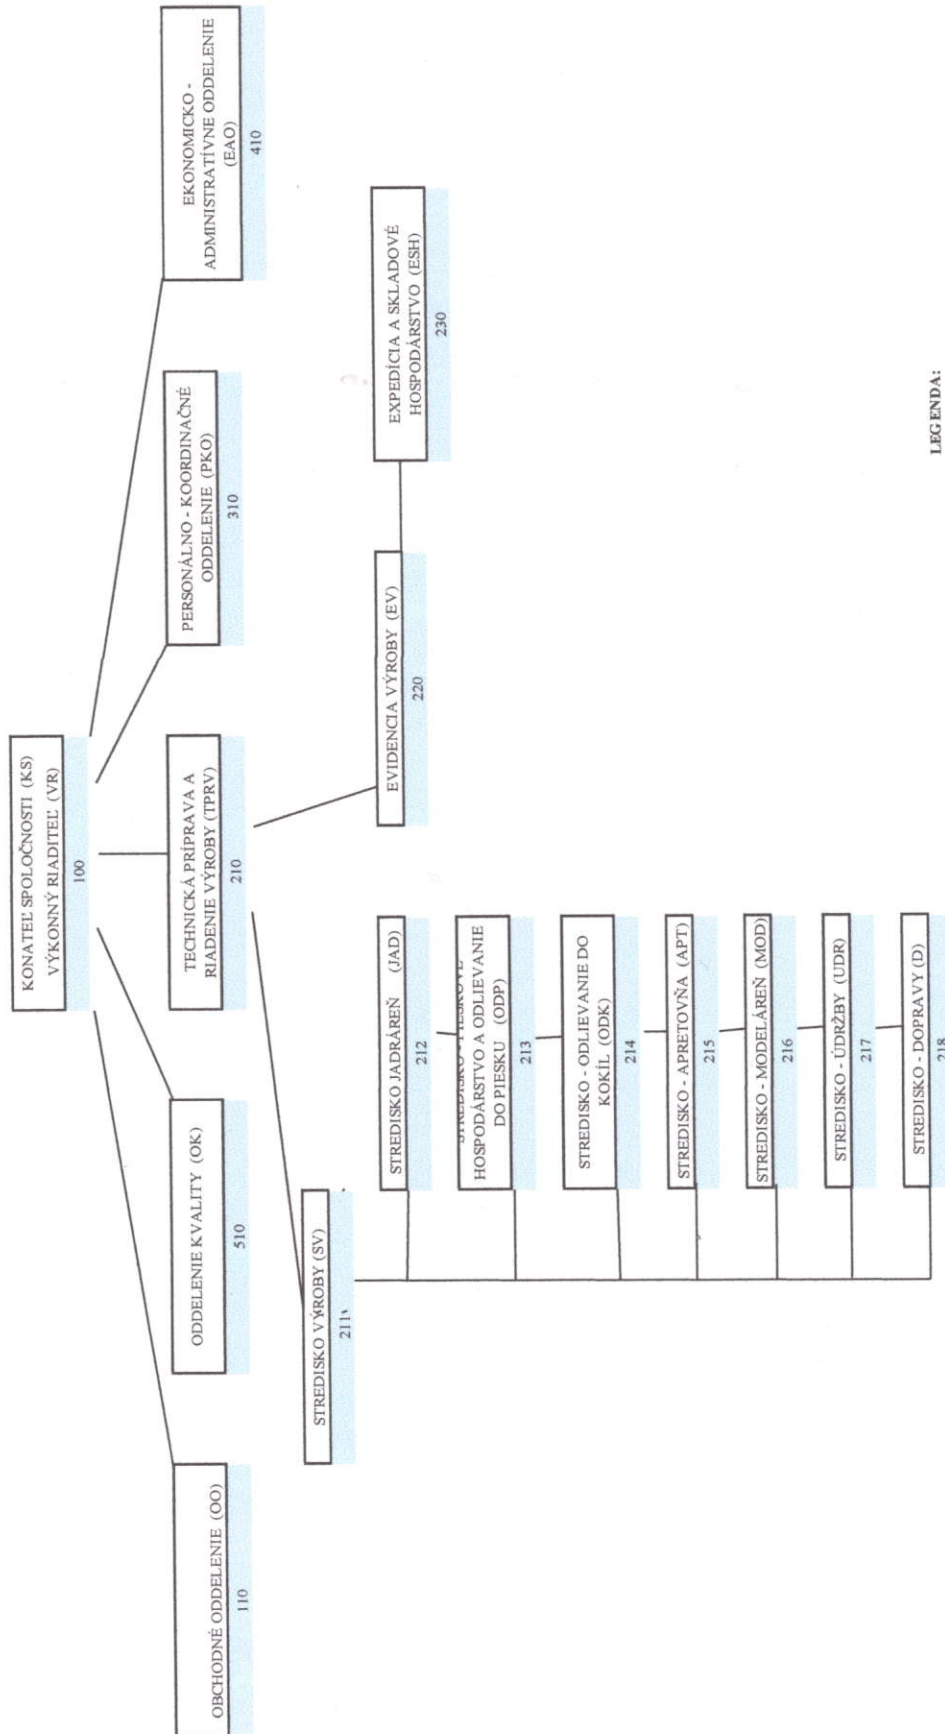 KONATEĽ SPOLOČNOSTI (KS)
VÝKONNÝ RIADITEĽ (VR)
100
OBCHODNÉ ODDELENIE (OO)
110
ODDELENIE KVALITY (OK)
510
TECHNICKÁ PRÍPRAVA A
RIADENIE VÝROBY (TPRV)
210
PERSONÁLNO - KOORDINAČNÉ
ODDELENIE (PKO)
310
EKONOMICKO -
ADMINISTRATÍVNE ODDELENIE
(EAO)
410
STREDISKO VÝROBY (SV)
211
EVIDENCIA VÝROBY (EV)
220
EXPEDÍCIA A SKLADOVÉ
HOSPODÁRSTVO (ESH)
230
STREDISKO JADRÁREŇ (JAD)
212
STREDISKO - PIESKOVÉ
HOSPODÁRSTVO A ODLIEVANIE
DO PIESKU (ODP)
213
STREDISKO - ODLIEVANIE DO
KOKÍL (ODK)
214
STREDISKO - APRETOVŇA (APT)
215
STREDISKO - MODELÁREŇ (MOD)
216
STREDISKO - ÚDRŽBY (UDR)
217
STREDISKO - DOPRAVY (D)
218
LEGENDA: